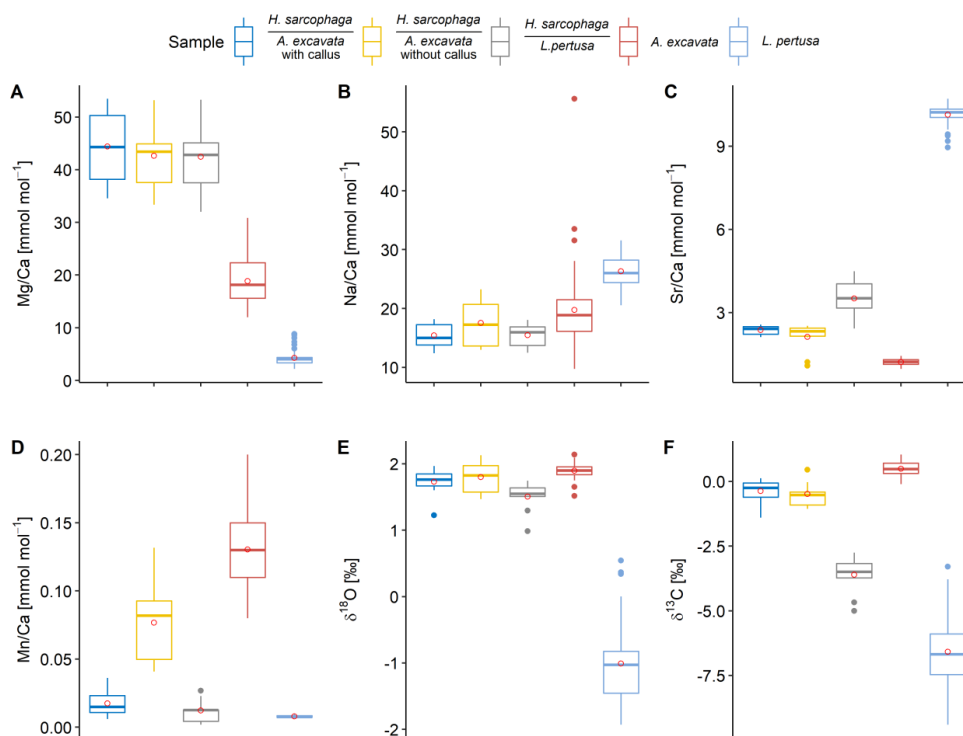 H. sarcophaga H. sarcophaga H. sarcophaga
Sample A. excavata A. excavata L.pertusa A. excavata L. pertusa
with callus without callus
A B C
50
40
30
20
10
0
Mg/Ca [mmol mol⁻¹]
50
40
30
20
10
Na/Ca [mmol mol⁻¹]
9
6
3
Sr/Ca [mmol mol⁻¹]
D E F
0.20
0.15
0.10
0.05
0.00
Mn/Ca [mmol mol⁻¹]
2
1
0
-1
-2
δ¹⁸O [‰]
0.0
-2.5
-5.0
-7.5
δ¹³C [‰]